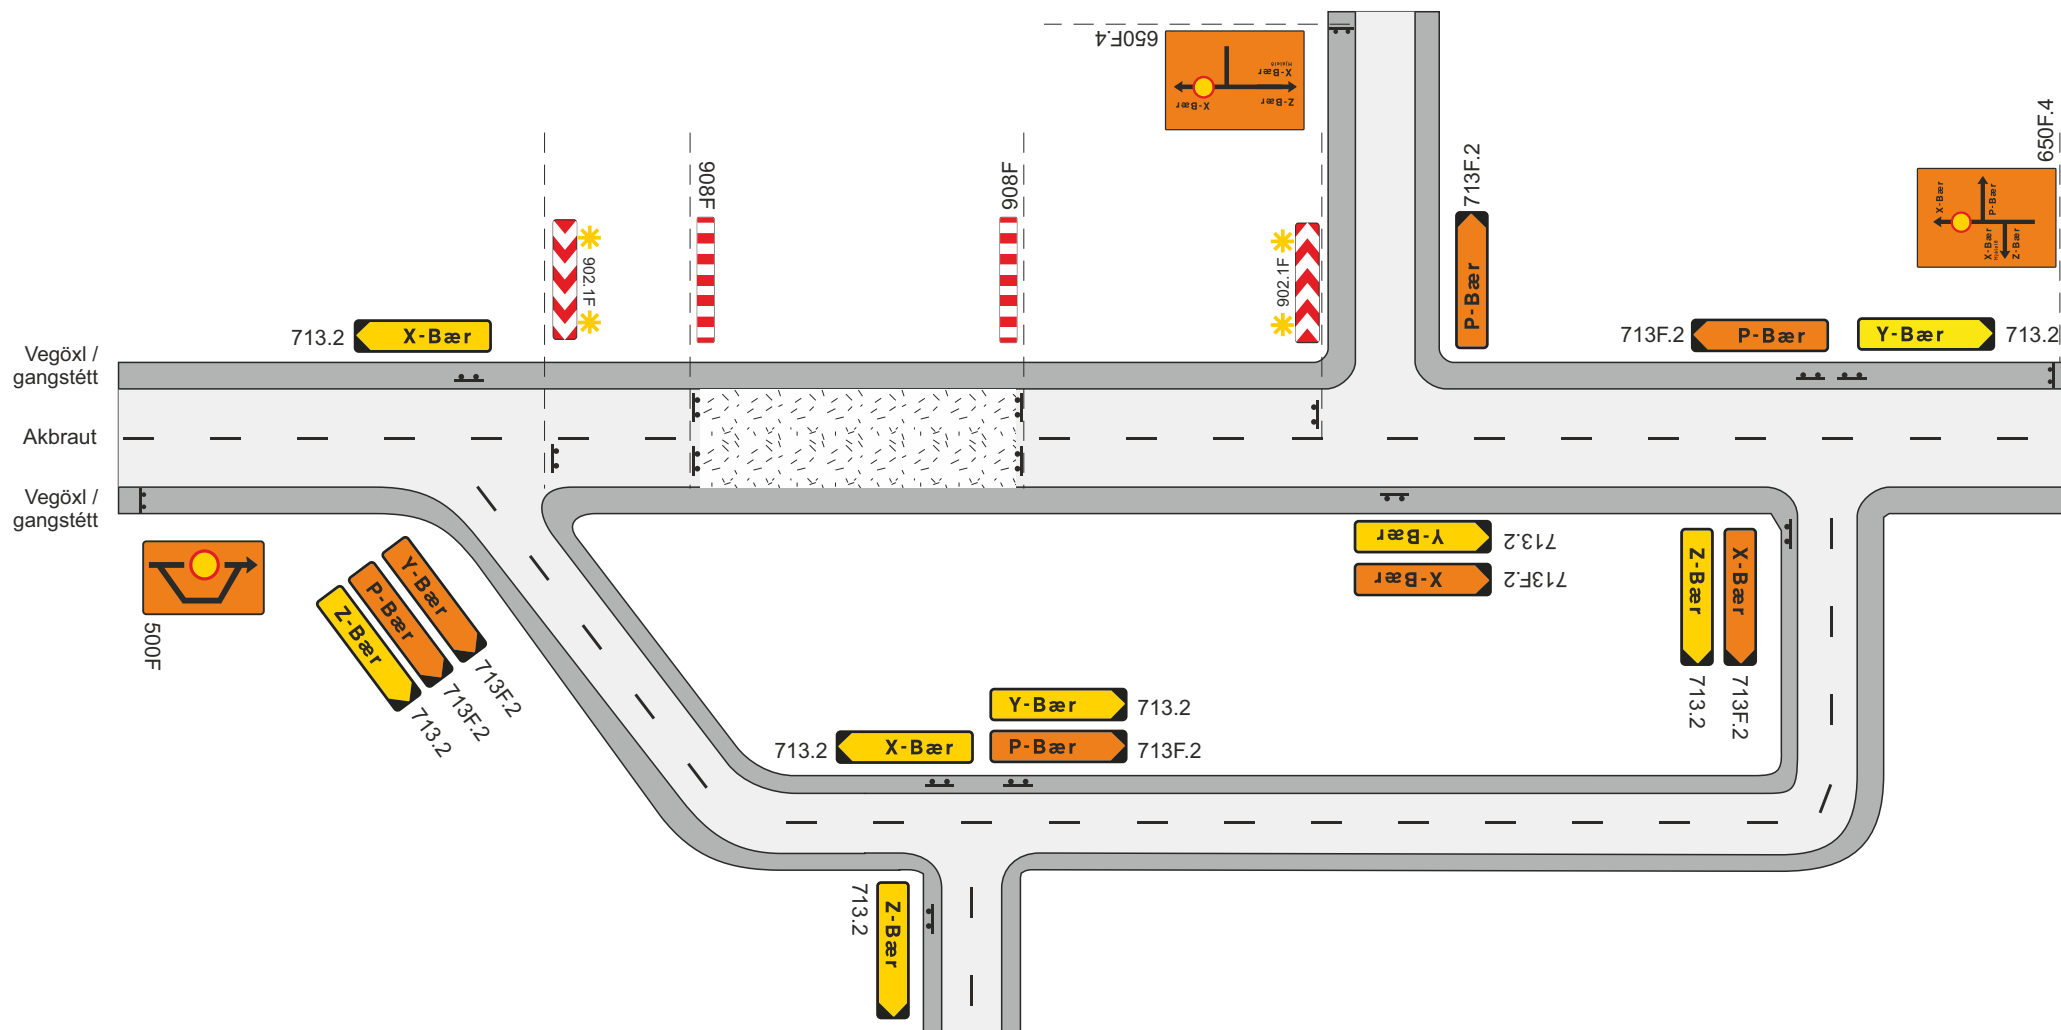 650F.4
X-Bær
Hjáleið
X-Bær
Z-Bær
713F.2
P-Bær
650F.4
X-Bær
P-Bær
X-Bær
Hjáleið
Z-Bær
908F
908F
902.1F
902.1F
713.2
X-Bær
713F.2
P-Bær
Y-Bær
713.2
Vegöxl /
gangstétt
Akbraut
Vegöxl /
gangstétt
500F
Y-Bær
713F.2
P-Bær
713F.2
Z-Bær
713.2
Y-Bær
713.2
X-Bær
713F.2
Z-Bær
713.2
X-Bær
713F.2
Y-Bær
713.2
713.2
X-Bær
P-Bær
713F.2
713.2
Z-Bær